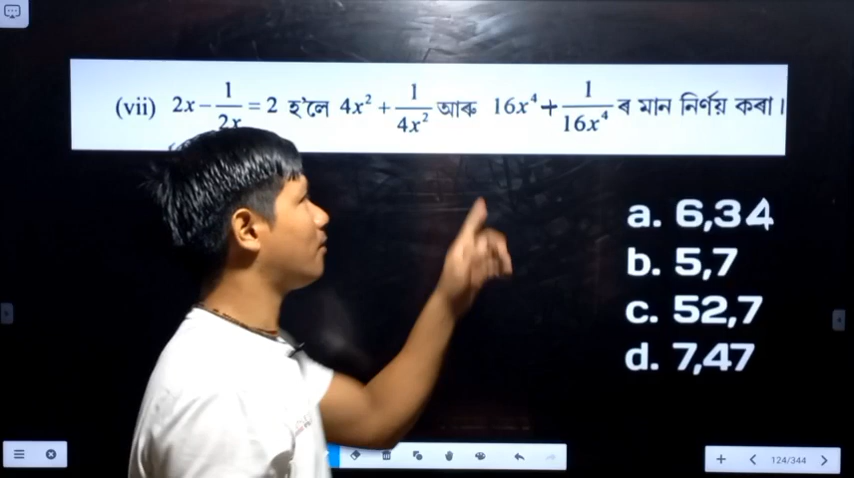 (vii) 2x − 1/2x = 2 হ'লে 4x² + 1/4x² আৰু 16x⁴ + 1/16x⁴ ৰ মান নিৰ্ণয় কৰা।
a. 6,34
b. 5,7
c. 52,7
d. 7,47
124/344